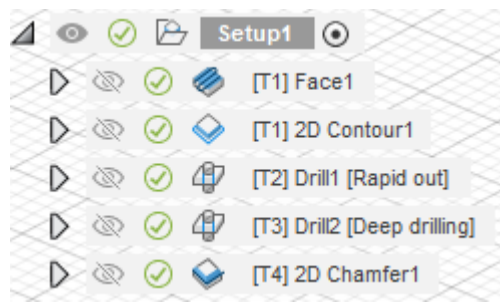 Setup1
[T1] Face1
[T1] 2D Contour1
[T2] Drill1 [Rapid out]
[T3] Drill2 [Deep drilling]
[T4] 2D Chamfer1